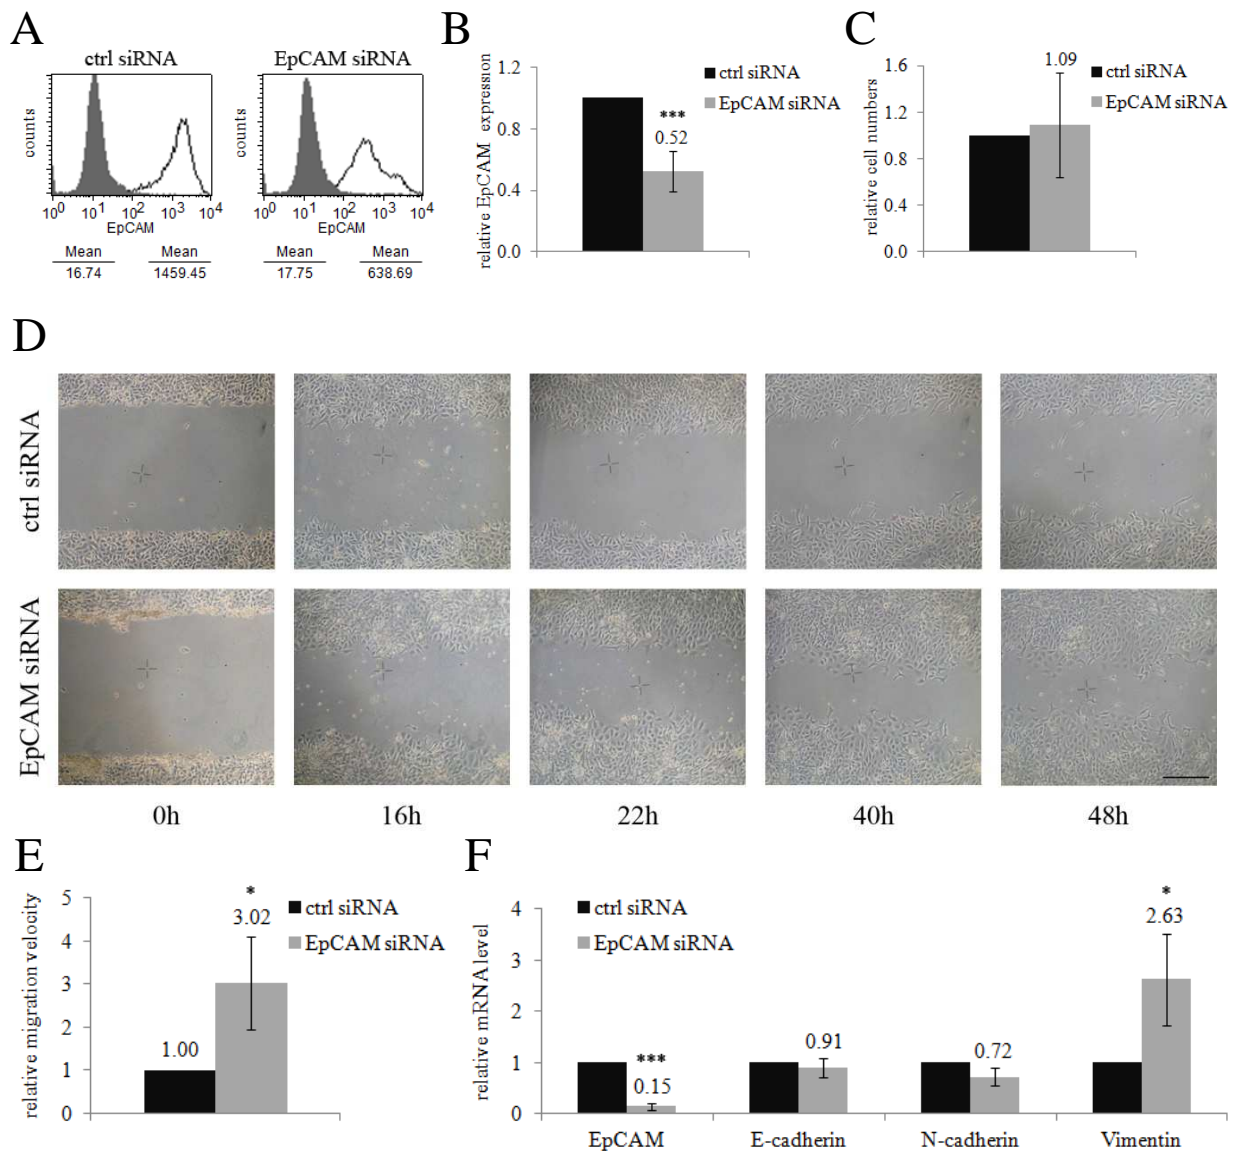 A
ctrl siRNA
EpCAM siRNA
counts
counts
10^0 10^1 10^2 10^3 10^4
10^0 10^1 10^2 10^3 10^4
EpCAM
EpCAM
Mean Mean
16.74 1459.45
Mean Mean
17.75 638.69
B
relative EpCAM expression
1.2
0.8
0.4
0.0
ctrl siRNA
EpCAM siRNA
***
0.52
C
relative cell numbers
1.6
1.2
0.8
0.4
0.0
1.09
ctrl siRNA
EpCAM siRNA
D
ctrl siRNA
EpCAM siRNA
0h 16h 22h 40h 48h
E
relative migration velocity
5
4
3
2
1
0
1.00
*
3.02
ctrl siRNA
EpCAM siRNA
F
relative mRNA level
4
3
2
1
0
ctrl siRNA
EpCAM siRNA
***
0.15
0.91
0.72
*
2.63
EpCAM E-cadherin N-cadherin Vimentin